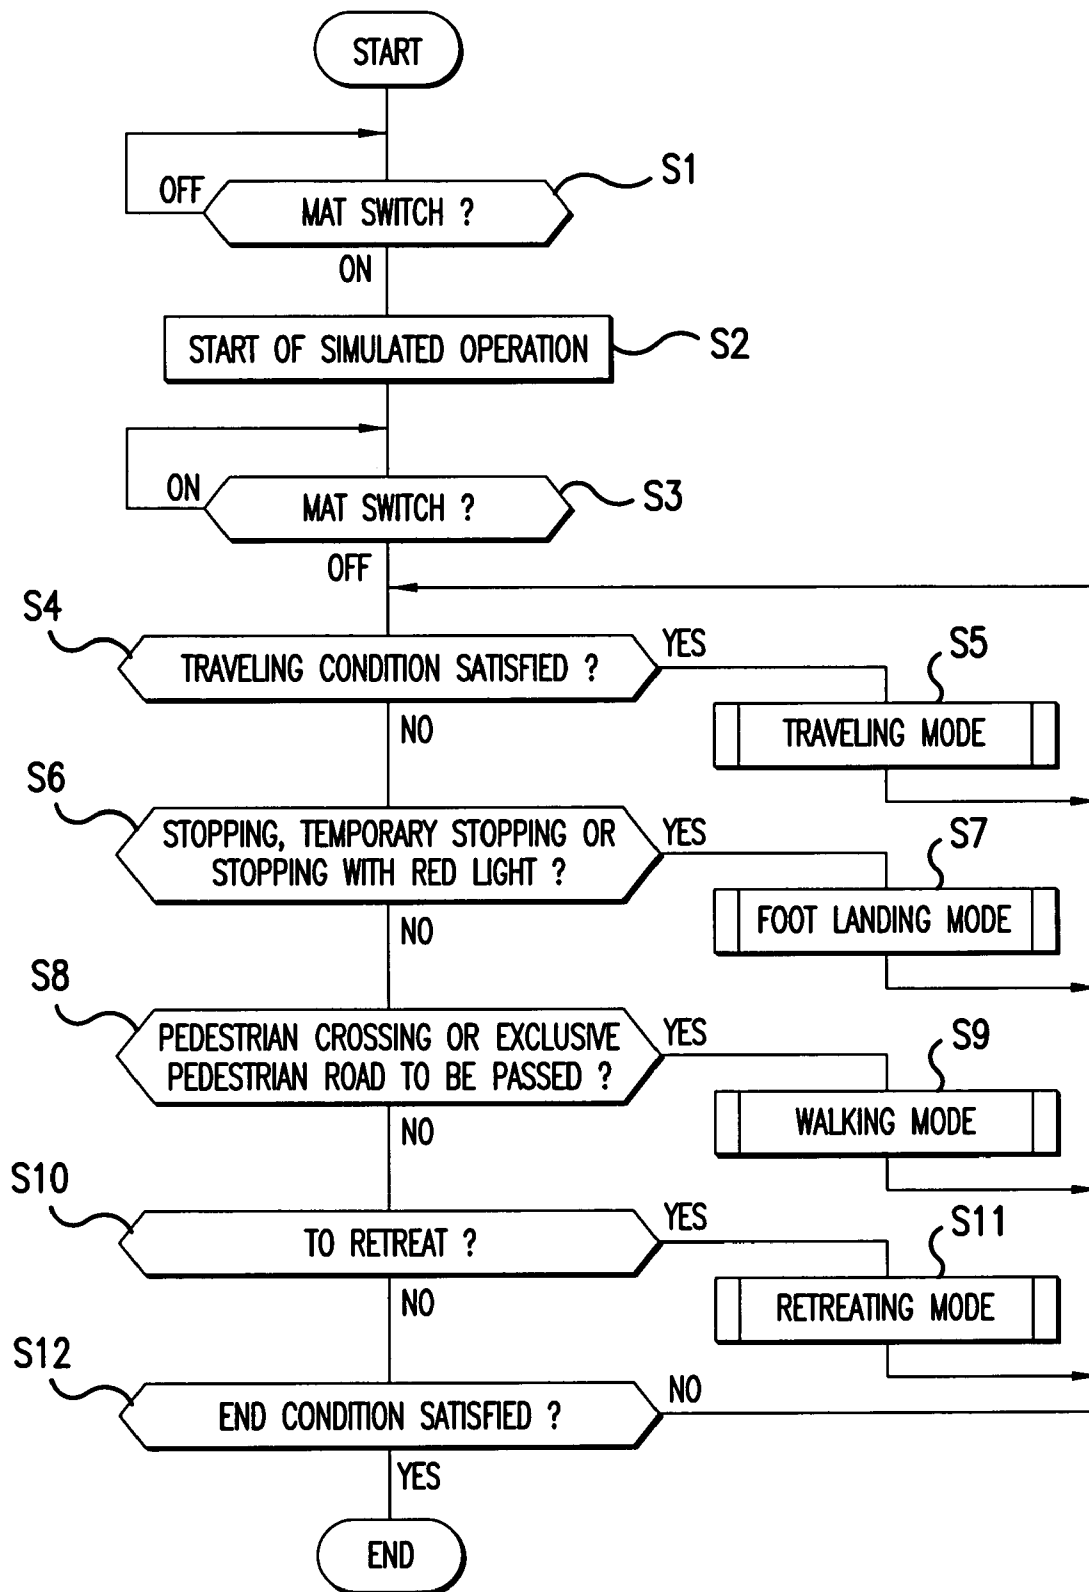 START
OFF
MAT SWITCH ?
S1
ON
START OF SIMULATED OPERATION
S2
ON
MAT SWITCH ?
S3
OFF
S4
TRAVELING CONDITION SATISFIED ?
YES
S5
TRAVELING MODE
NO
S6
STOPPING, TEMPORARY STOPPING OR
STOPPING WITH RED LIGHT ?
YES
S7
FOOT LANDING MODE
NO
S8
PEDESTRIAN CROSSING OR EXCLUSIVE
PEDESTRIAN ROAD TO BE PASSED ?
YES
S9
WALKING MODE
NO
S10
TO RETREAT ?
YES
S11
RETREATING MODE
NO
S12
END CONDITION SATISFIED ?
NO
YES
END